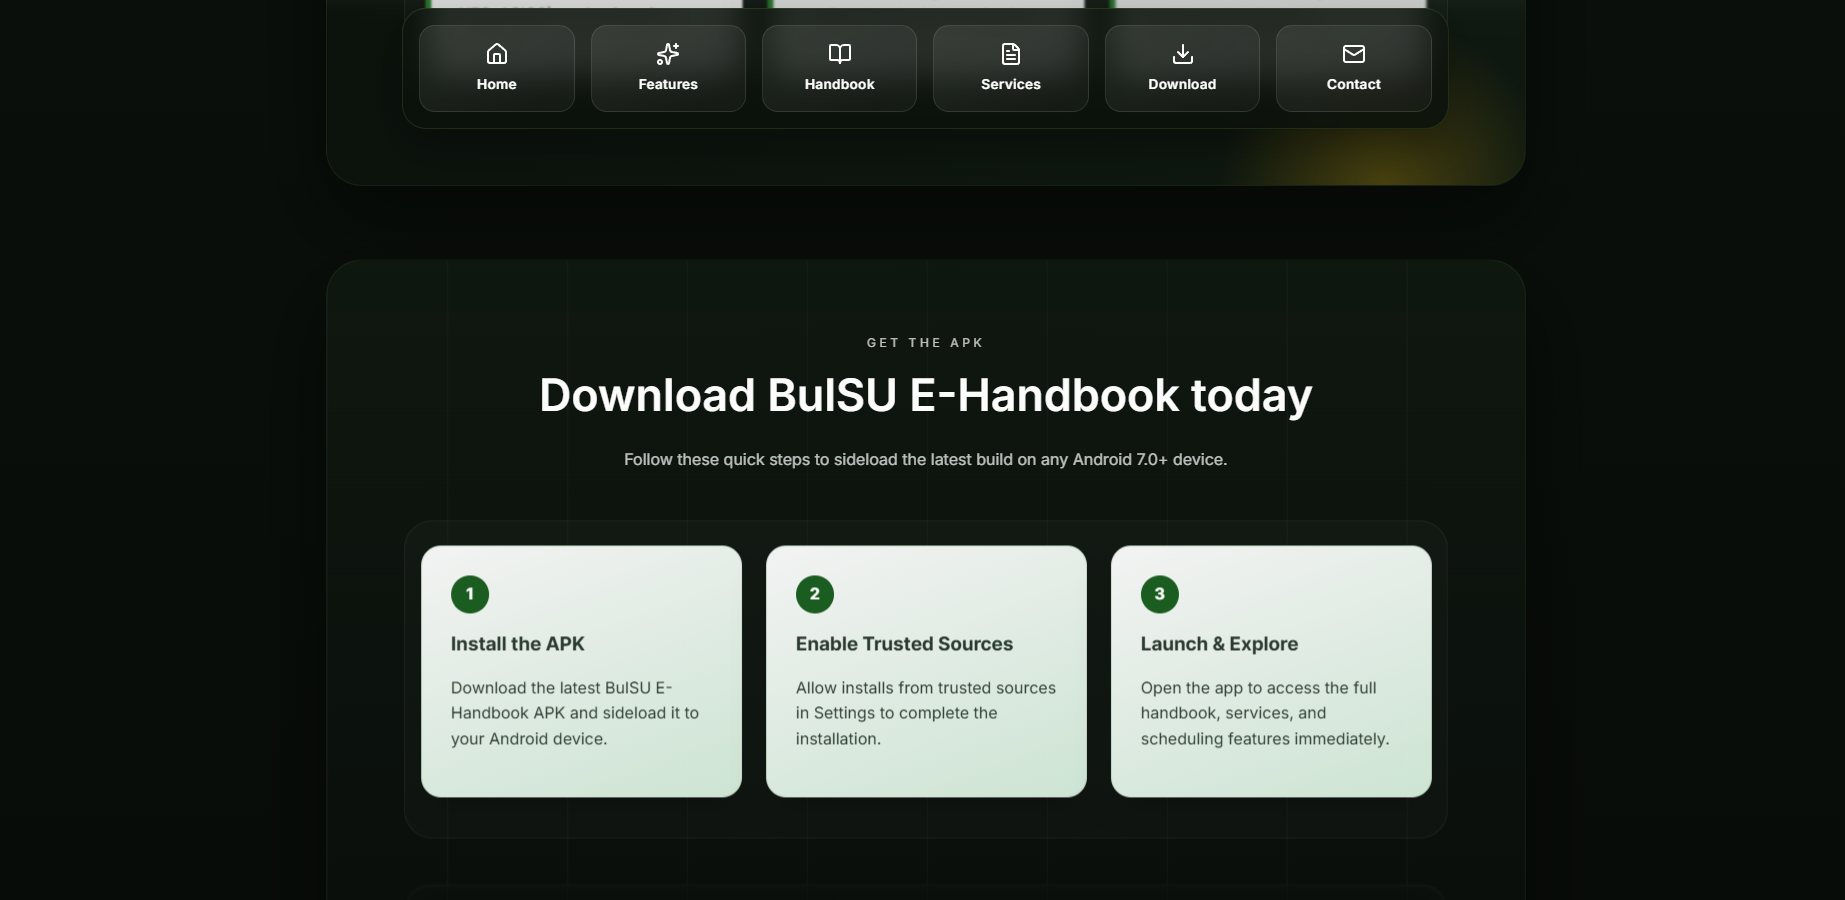 Home
Features
Handbook
Services
Download
Contact
GET THE APK
Download BulSU E-Handbook today
Follow these quick steps to sideload the latest build on any Android 7.0+ device.
1
Install the APK
Download the latest BulSU E-
Handbook APK and sideload it to
your Android device.
2
Enable Trusted Sources
Allow installs from trusted sources
in Settings to complete the
installation.
3
Launch & Explore
Open the app to access the full
handbook, services, and
scheduling features immediately.